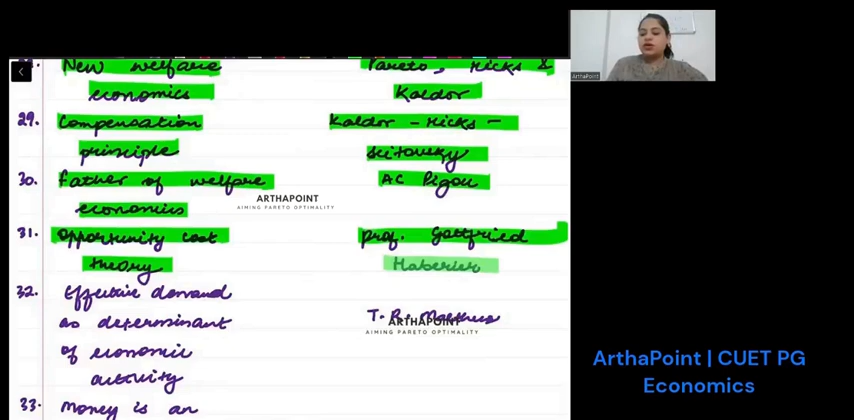 New welfare Pareto, Hicks &
economics Kaldor
29. Compensation Kaldor - Hicks -
principle Scitovsky
30. Father of welfare AC Pigou
economics
ARTHAPOINT
AIMING PARETO OPTIMALITY
31. Opportunity cost prof. Gottfried
theory Haberler
32. Effective demand
as determinant T. R. Malthus
of economic
activity
ARTHAPOINT
AIMING PARETO OPTIMALITY
33. Money is an
ArthaPoint
ArthaPoint | CUET PG
Economics